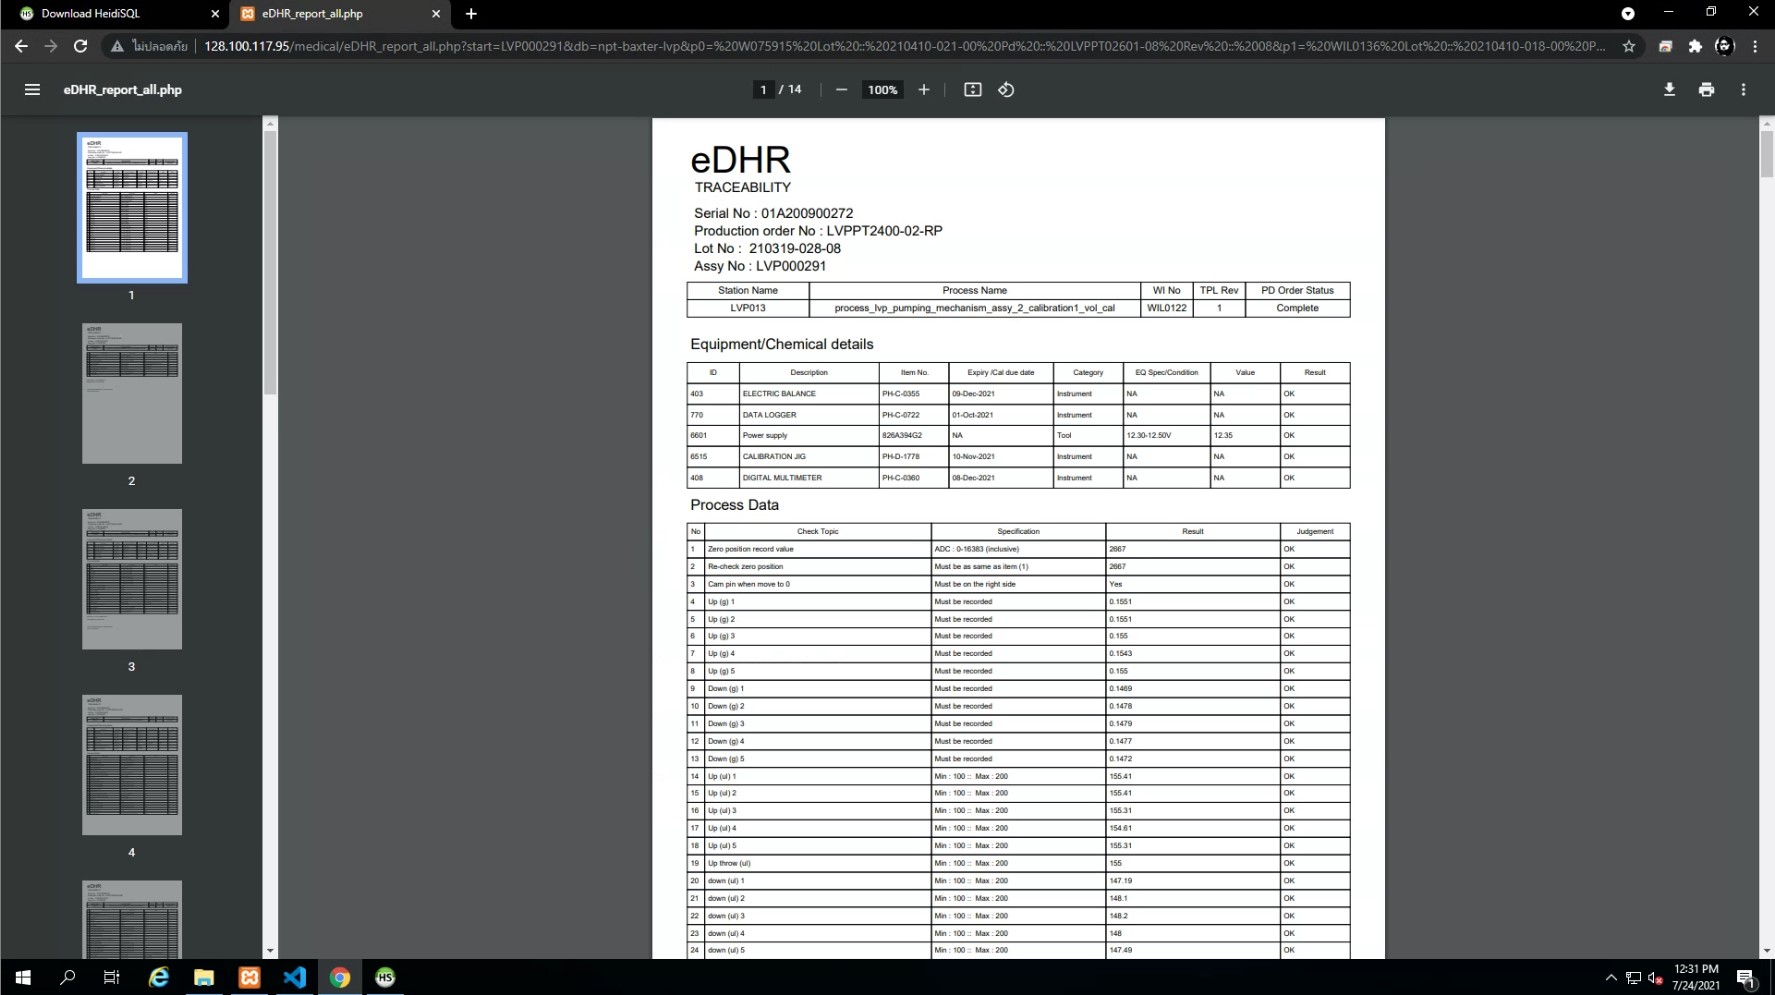 Download HeidiSQL
eDHR_report_all.php
ไม่ปลอดภัย 128.100.117.95/medical/eDHR_report_all.php?start=LVP000291&db=npt-baxter-lvp&p0=%20W075915%20Lot%20::%20210410-021-00%20Pd%20::%20LVPPT02601-08%20Rev%20::%2008&p1=%20WIL0136%20Lot%20::%20210410-018-00%20P...
eDHR_report_all.php
1 / 14
100%
1
2
3
4
eDHR
TRACEABILITY
Serial No : 01A200900272
Production order No : LVPPT2400-02-RP
Lot No : 210319-028-08
Assy No : LVP000291
Station Name Process Name WI No TPL Rev PD Order Status
LVP013 process_lvp_pumping_mechanism_assy_2_calibration1_vol_cal WIL0122 1 Complete
Equipment/Chemical details
ID Description Item No. Expiry /Cal due date Category EQ Spec/Condition Value Result
403 ELECTRIC BALANCE PH-C-0355 09-Dec-2021 Instrument NA NA OK
770 DATA LOGGER PH-C-0722 01-Oct-2021 Instrument NA NA OK
6601 Power supply 826A394G2 NA Tool 12.30-12.50V 12.35 OK
6515 CALIBRATION JIG PH-D-1778 10-Nov-2021 Instrument NA NA OK
408 DIGITAL MULTIMETER PH-C-0360 08-Dec-2021 Instrument NA NA OK
Process Data
No Check Topic Specification Result Judgement
1 Zero position record value ADC : 0-16383 (inclusive) 2667 OK
2 Re-check zero position Must be as same as item (1) 2667 OK
3 Cam pin when move to 0 Must be on the right side Yes OK
4 Up (g) 1 Must be recorded 0.1551 OK
5 Up (g) 2 Must be recorded 0.1551 OK
6 Up (g) 3 Must be recorded 0.155 OK
7 Up (g) 4 Must be recorded 0.1543 OK
8 Up (g) 5 Must be recorded 0.155 OK
9 Down (g) 1 Must be recorded 0.1469 OK
10 Down (g) 2 Must be recorded 0.1478 OK
11 Down (g) 3 Must be recorded 0.1479 OK
12 Down (g) 4 Must be recorded 0.1477 OK
13 Down (g) 5 Must be recorded 0.1472 OK
14 Up (ul) 1 Min : 100 :: Max : 200 155.41 OK
15 Up (ul) 2 Min : 100 :: Max : 200 155.41 OK
16 Up (ul) 3 Min : 100 :: Max : 200 155.31 OK
17 Up (ul) 4 Min : 100 :: Max : 200 154.61 OK
18 Up (ul) 5 Min : 100 :: Max : 200 155.31 OK
19 Up throw (ul) Min : 100 :: Max : 200 155 OK
20 down (ul) 1 Min : 100 :: Max : 200 147.19 OK
21 down (ul) 2 Min : 100 :: Max : 200 148.1 OK
22 down (ul) 3 Min : 100 :: Max : 200 148.2 OK
23 down (ul) 4 Min : 100 :: Max : 200 148 OK
24 down (ul) 5 Min : 100 :: Max : 200 147.49 OK
HS
12:31 PM
7/24/2021
1